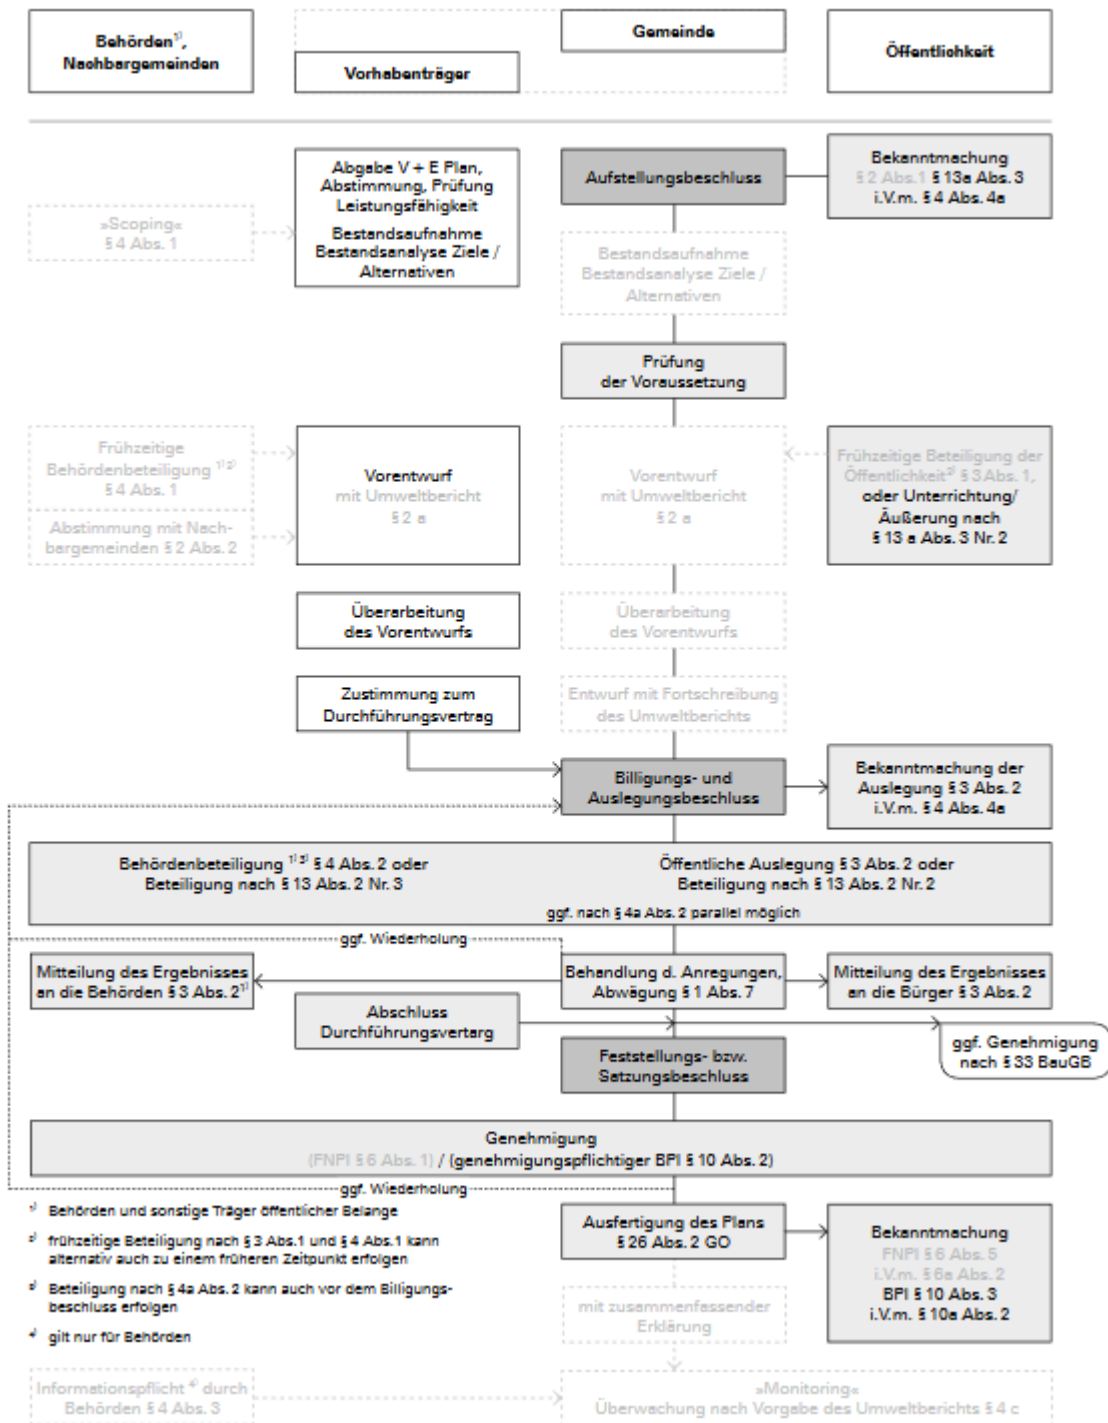 Behörden¹⁾,
Nachbargemeinden
Vorhabenträger
Gemeinde
Öffentlichkeit
Abgabe V + E Plan,
Abstimmung, Prüfung
Leistungsfähigkeit
Bestandsaufnahme
Bestandsanalyse Ziele /
Alternativen
Aufstellungsbeschluss
Bekanntmachung
§ 2 Abs. 1 § 13a Abs. 3
i.V.m. § 4 Abs. 4a
»Scoping«
§ 4 Abs. 1
Bestandsaufnahme
Bestandsanalyse Ziele /
Alternativen
Prüfung
der Voraussetzung
Frühzeitige
Behördenbeteiligung ¹⁾ ²⁾
§ 4 Abs. 1
Abstimmung mit Nach-
bargemeinden § 2 Abs. 2
Vorentwurf
mit Umweltbericht
§ 2 a
Vorentwurf
mit Umweltbericht
§ 2 a
Frühzeitige Beteiligung der
Öffentlichkeit²⁾ § 3 Abs. 1,
oder Unterrichtung/
Äußerung nach
§ 13 a Abs. 3 Nr. 2
Überarbeitung
des Vorentwurfs
Überarbeitung
des Vorentwurfs
Zustimmung zum
Durchführungsvertrag
Entwurf mit Fortschreibung
des Umweltberichts
Billigungs- und
Auslegungsbeschluss
Bekanntmachung der
Auslegung § 3 Abs. 2
i.V.m. § 4 Abs. 4a
Behördenbeteiligung ¹⁾ ³⁾ § 4 Abs. 2 oder
Beteiligung nach § 13 Abs. 2 Nr. 3
Öffentliche Auslegung § 3 Abs. 2 oder
Beteiligung nach § 13 Abs. 2 Nr. 2
ggf. nach § 4a Abs. 2 parallel möglich
ggf. Wiederholung
Mitteilung des Ergebnisses
an die Behörden § 3 Abs. 2¹⁾
Behandlung d. Anregungen,
Abwägung § 1 Abs. 7
Mitteilung des Ergebnisses
an die Bürger § 3 Abs. 2
Abschluss
Durchführungsvertarg
ggf. Genehmigung
nach § 33 BauGB
Feststellungs- bzw.
Satzungsbeschluss
Genehmigung
(FNPl § 6 Abs. 1) / (genehmigungspflichtiger BPl § 10 Abs. 2)
ggf. Wiederholung
¹⁾ Behörden und sonstige Träger öffentlicher Belange
²⁾ frühzeitige Beteiligung nach § 3 Abs.1 und § 4 Abs.1 kann
alternativ auch zu einem früheren Zeitpunkt erfolgen
³⁾ Beteiligung nach § 4a Abs. 2 kann auch vor dem Billigungs-
beschluss erfolgen
⁴⁾ gilt nur für Behörden
Ausfertigung des Plans
§ 26 Abs. 2 GO
Bekanntmachung
FNPl § 6 Abs. 5
i.V.m. § 6a Abs. 2
BPl § 10 Abs. 3
i.V.m. § 10a Abs. 2
mit zusammenfassender
Erklärung
Informationspflicht ⁴⁾ durch
Behörden § 4 Abs. 3
»Monitoring«
Überwachung nach Vorgabe des Umweltberichts § 4 c